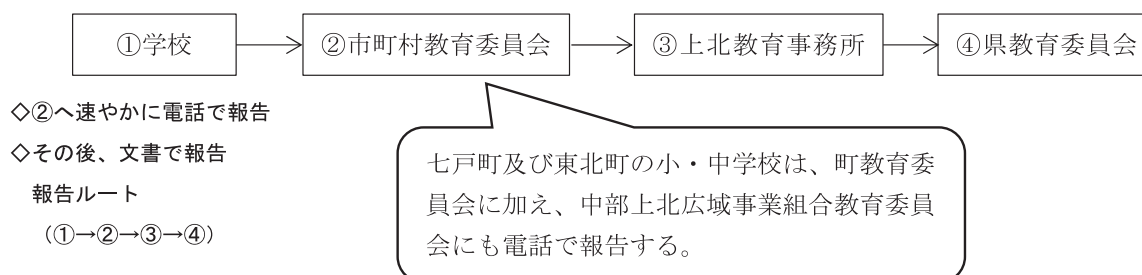 ①学校
②市町村教育委員会
③上北教育事務所
④県教育委員会
◇②へ速やかに電話で報告
◇その後、文書で報告
報告ルート
(①→②→③→④)
七戸町及び東北町の小・中学校は、町教育委
員会に加え、中部上北広域事業組合教育委員
会にも電話で報告する。